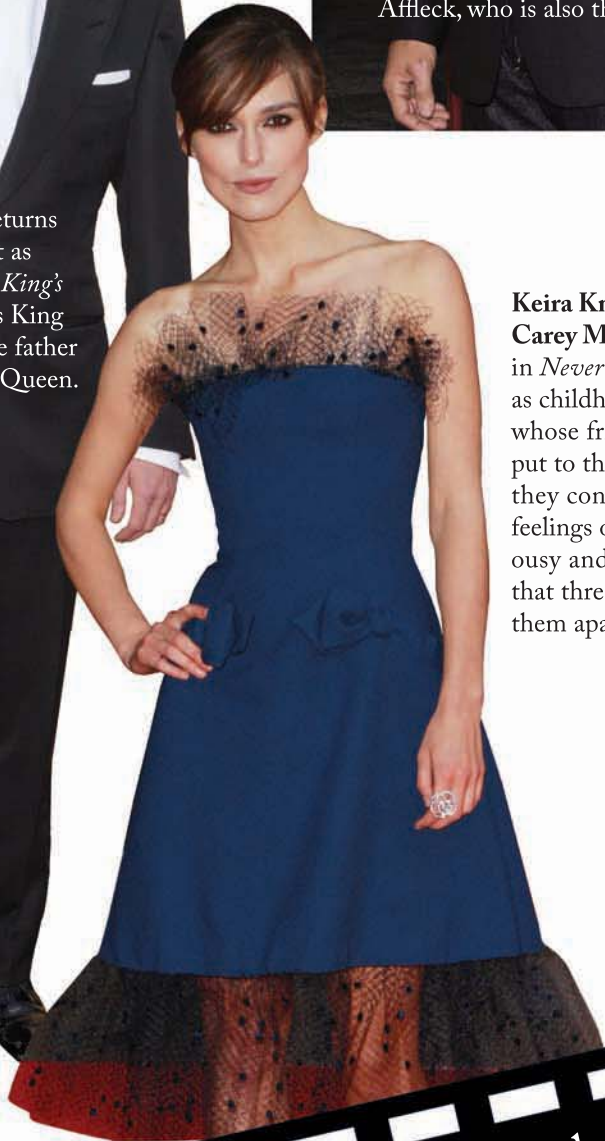 Affleck, who is also th
eturns
t as
King's
s King
e father
Queen.
Keira Kn
Carey M
in Never
as childh
whose fr
put to th
they con
feelings o
ousy and
that thre
them apa